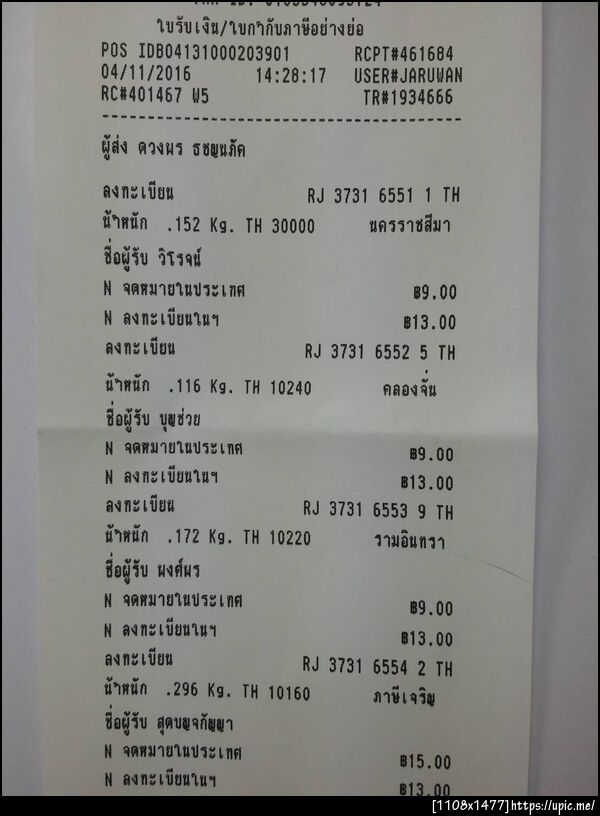 ใบรับเงิน/ใบกำกับภาษีอย่างย่อ
POS IDB04131000203901 RCPT#461684
04/11/2016 14:28:17 USER#JARUWAN
RC#401467 W5 TR#1934666
ผู้ส่ง ดวงพร ธชญนภัค
ลงทะเบียน RJ 3731 6551 1 TH
น้ำหนัก .152 Kg. TH 30000 นครราชสีมา
ชื่อผู้รับ วิโรจน์
N จดหมายในประเทศ ฿9.00
N ลงทะเบียนในฯ ฿13.00
ลงทะเบียน RJ 3731 6552 5 TH
น้ำหนัก .116 Kg. TH 10240 คลองจั่น
ชื่อผู้รับ บุญช่วย
N จดหมายในประเทศ ฿9.00
N ลงทะเบียนในฯ ฿13.00
ลงทะเบียน RJ 3731 6553 9 TH
น้ำหนัก .172 Kg. TH 10220 รามอินทรา
ชื่อผู้รับ พงศ์พร
N จดหมายในประเทศ ฿9.00
N ลงทะเบียนในฯ ฿13.00
ลงทะเบียน RJ 3731 6554 2 TH
น้ำหนัก .296 Kg. TH 10160 ภาษีเจริญ
ชื่อผู้รับ สุดบญจกัญญา
N จดหมายในประเทศ ฿15.00
N ลงทะเบียนในฯ ฿13.00
[1108x1477]https://upic.me/